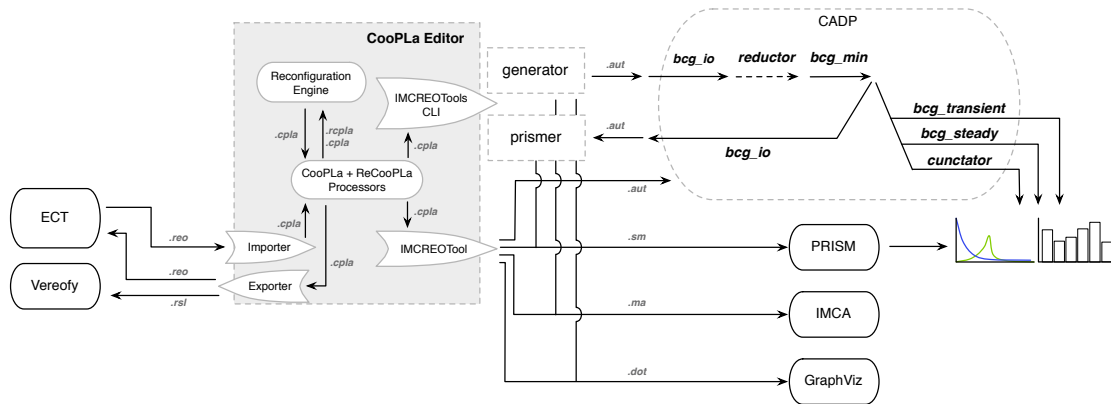 CADP
CooPLa Editor
generator
.aut
bcg_io
reductor
bcg_min
Reconfiguration
Engine
IMCREOTools
CLI
bcg_transient
.cpla
.rcpla
.cpla
.cpla
prismer
.aut
bcg_io
bcg_steady
cunctator
CooPLa + ReCooPLa
Processors
.aut
ECT
.cpla
.cpla
.reo
Importer
IMCREOTool
.sm
PRISM
.cpla
.reo
Vereofy
Exporter
.rsl
.ma
IMCA
.dot
GraphViz